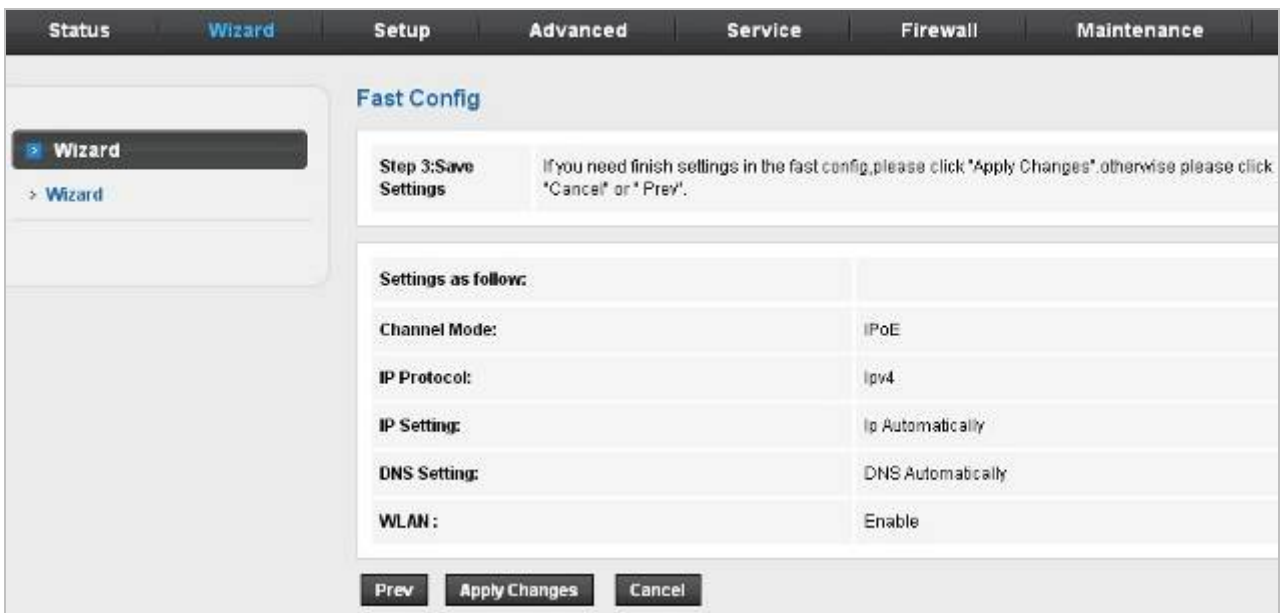 Status Wizard Setup Advanced Service Firewall Maintenance
Wizard
Wizard
Fast Config
Step 3:Save Settings
If you need finish settings in the fast config,please click "Apply Changes".otherwise please click
"Cancel" or " Prev".
Settings as follow:
Channel Mode: IPoE
IP Protocol: Ipv4
IP Setting: Ip Automatically
DNS Setting: DNS Automatically
WLAN : Enable
Prev Apply Changes Cancel